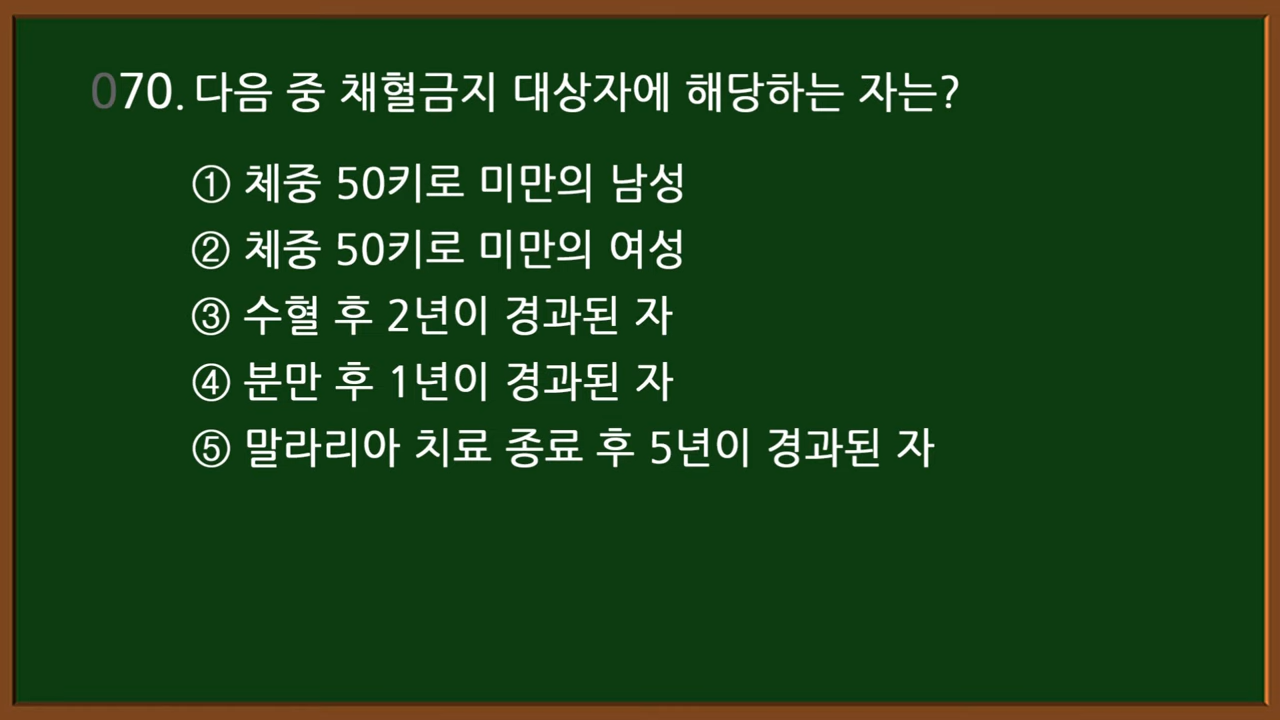 070. 다음 중 채혈금지 대상자에 해당하는 자는?
① 체중 50키로 미만의 남성
② 체중 50키로 미만의 여성
③ 수혈 후 2년이 경과된 자
④ 분만 후 1년이 경과된 자
⑤ 말라리아 치료 종료 후 5년이 경과된 자